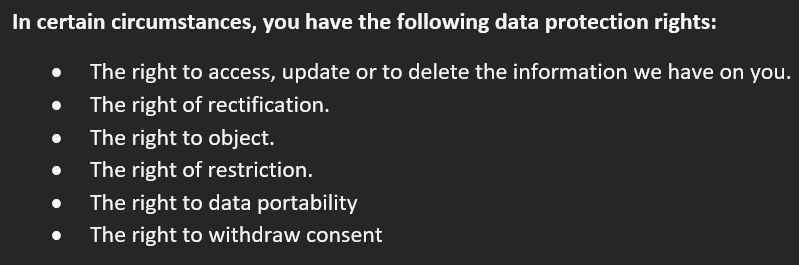 In certain circumstances, you have the following data protection rights:
• The right to access, update or to delete the information we have on you.
• The right of rectification.
• The right to object.
• The right of restriction.
• The right to data portability
• The right to withdraw consent